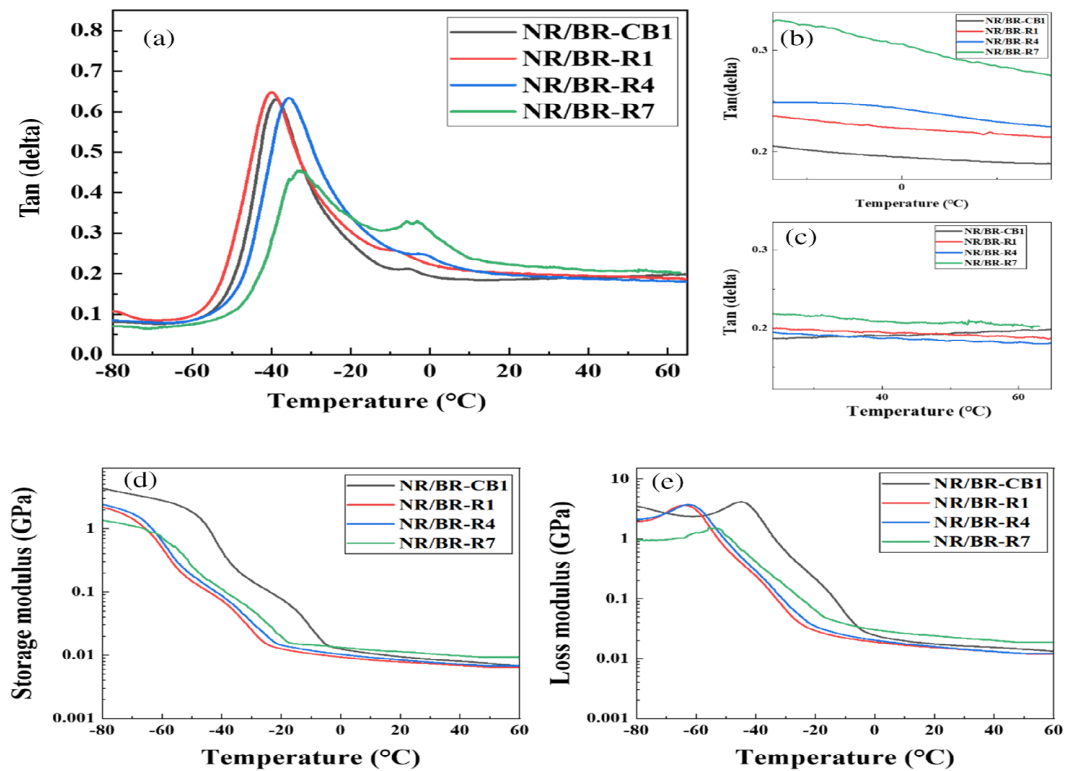 (a)
NR/BR-CB1
NR/BR-R1
NR/BR-R4
NR/BR-R7
Tan (delta)
0.8
0.7
0.6
0.5
0.4
0.3
0.2
0.1
0.0
-80 -60 -40 -20 0 20 40 60
Temperature (°C)
(b)
NR/BR-CB1
NR/BR-R1
NR/BR-R4
NR/BR-R7
Tan(delta)
0.3
0.2
0
Temperature (°C)
(c)
NR/BR-CB1
NR/BR-R1
NR/BR-R4
NR/BR-R7
Tan (delta)
0.3
0.2
40 60
Temperature (°C)
(d)
NR/BR-CB1
NR/BR-R1
NR/BR-R4
NR/BR-R7
Storage modulus (GPa)
1
0.1
0.01
0.001
-80 -60 -40 -20 0 20 40 60
Temperature (°C)
(e)
NR/BR-CB1
NR/BR-R1
NR/BR-R4
NR/BR-R7
Loss modulus (GPa)
10
1
0.1
0.01
0.001
-80 -60 -40 -20 0 20 40 60
Temperature (°C)